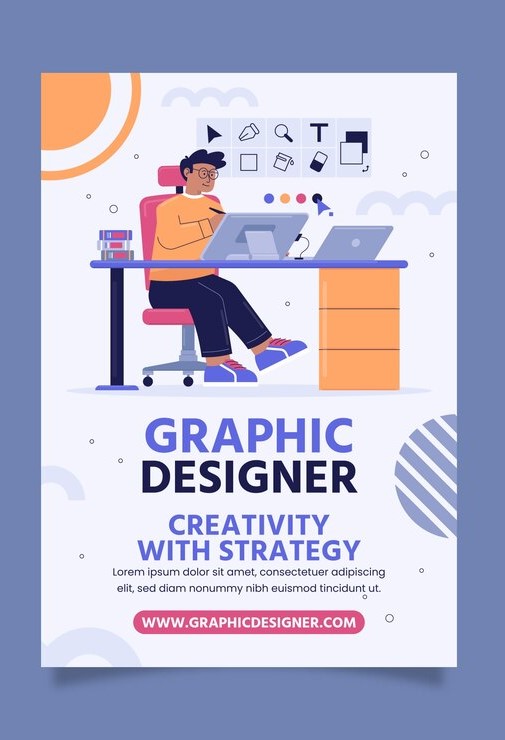 T
GRAPHIC
DESIGNER
CREATIVITY
WITH STRATEGY
Lorem ipsum dolor sit amet, consectetuer adipiscing
elit, sed diam nonummy nibh euismod tincidunt ut.
WWW.GRAPHICDESIGNER.COM